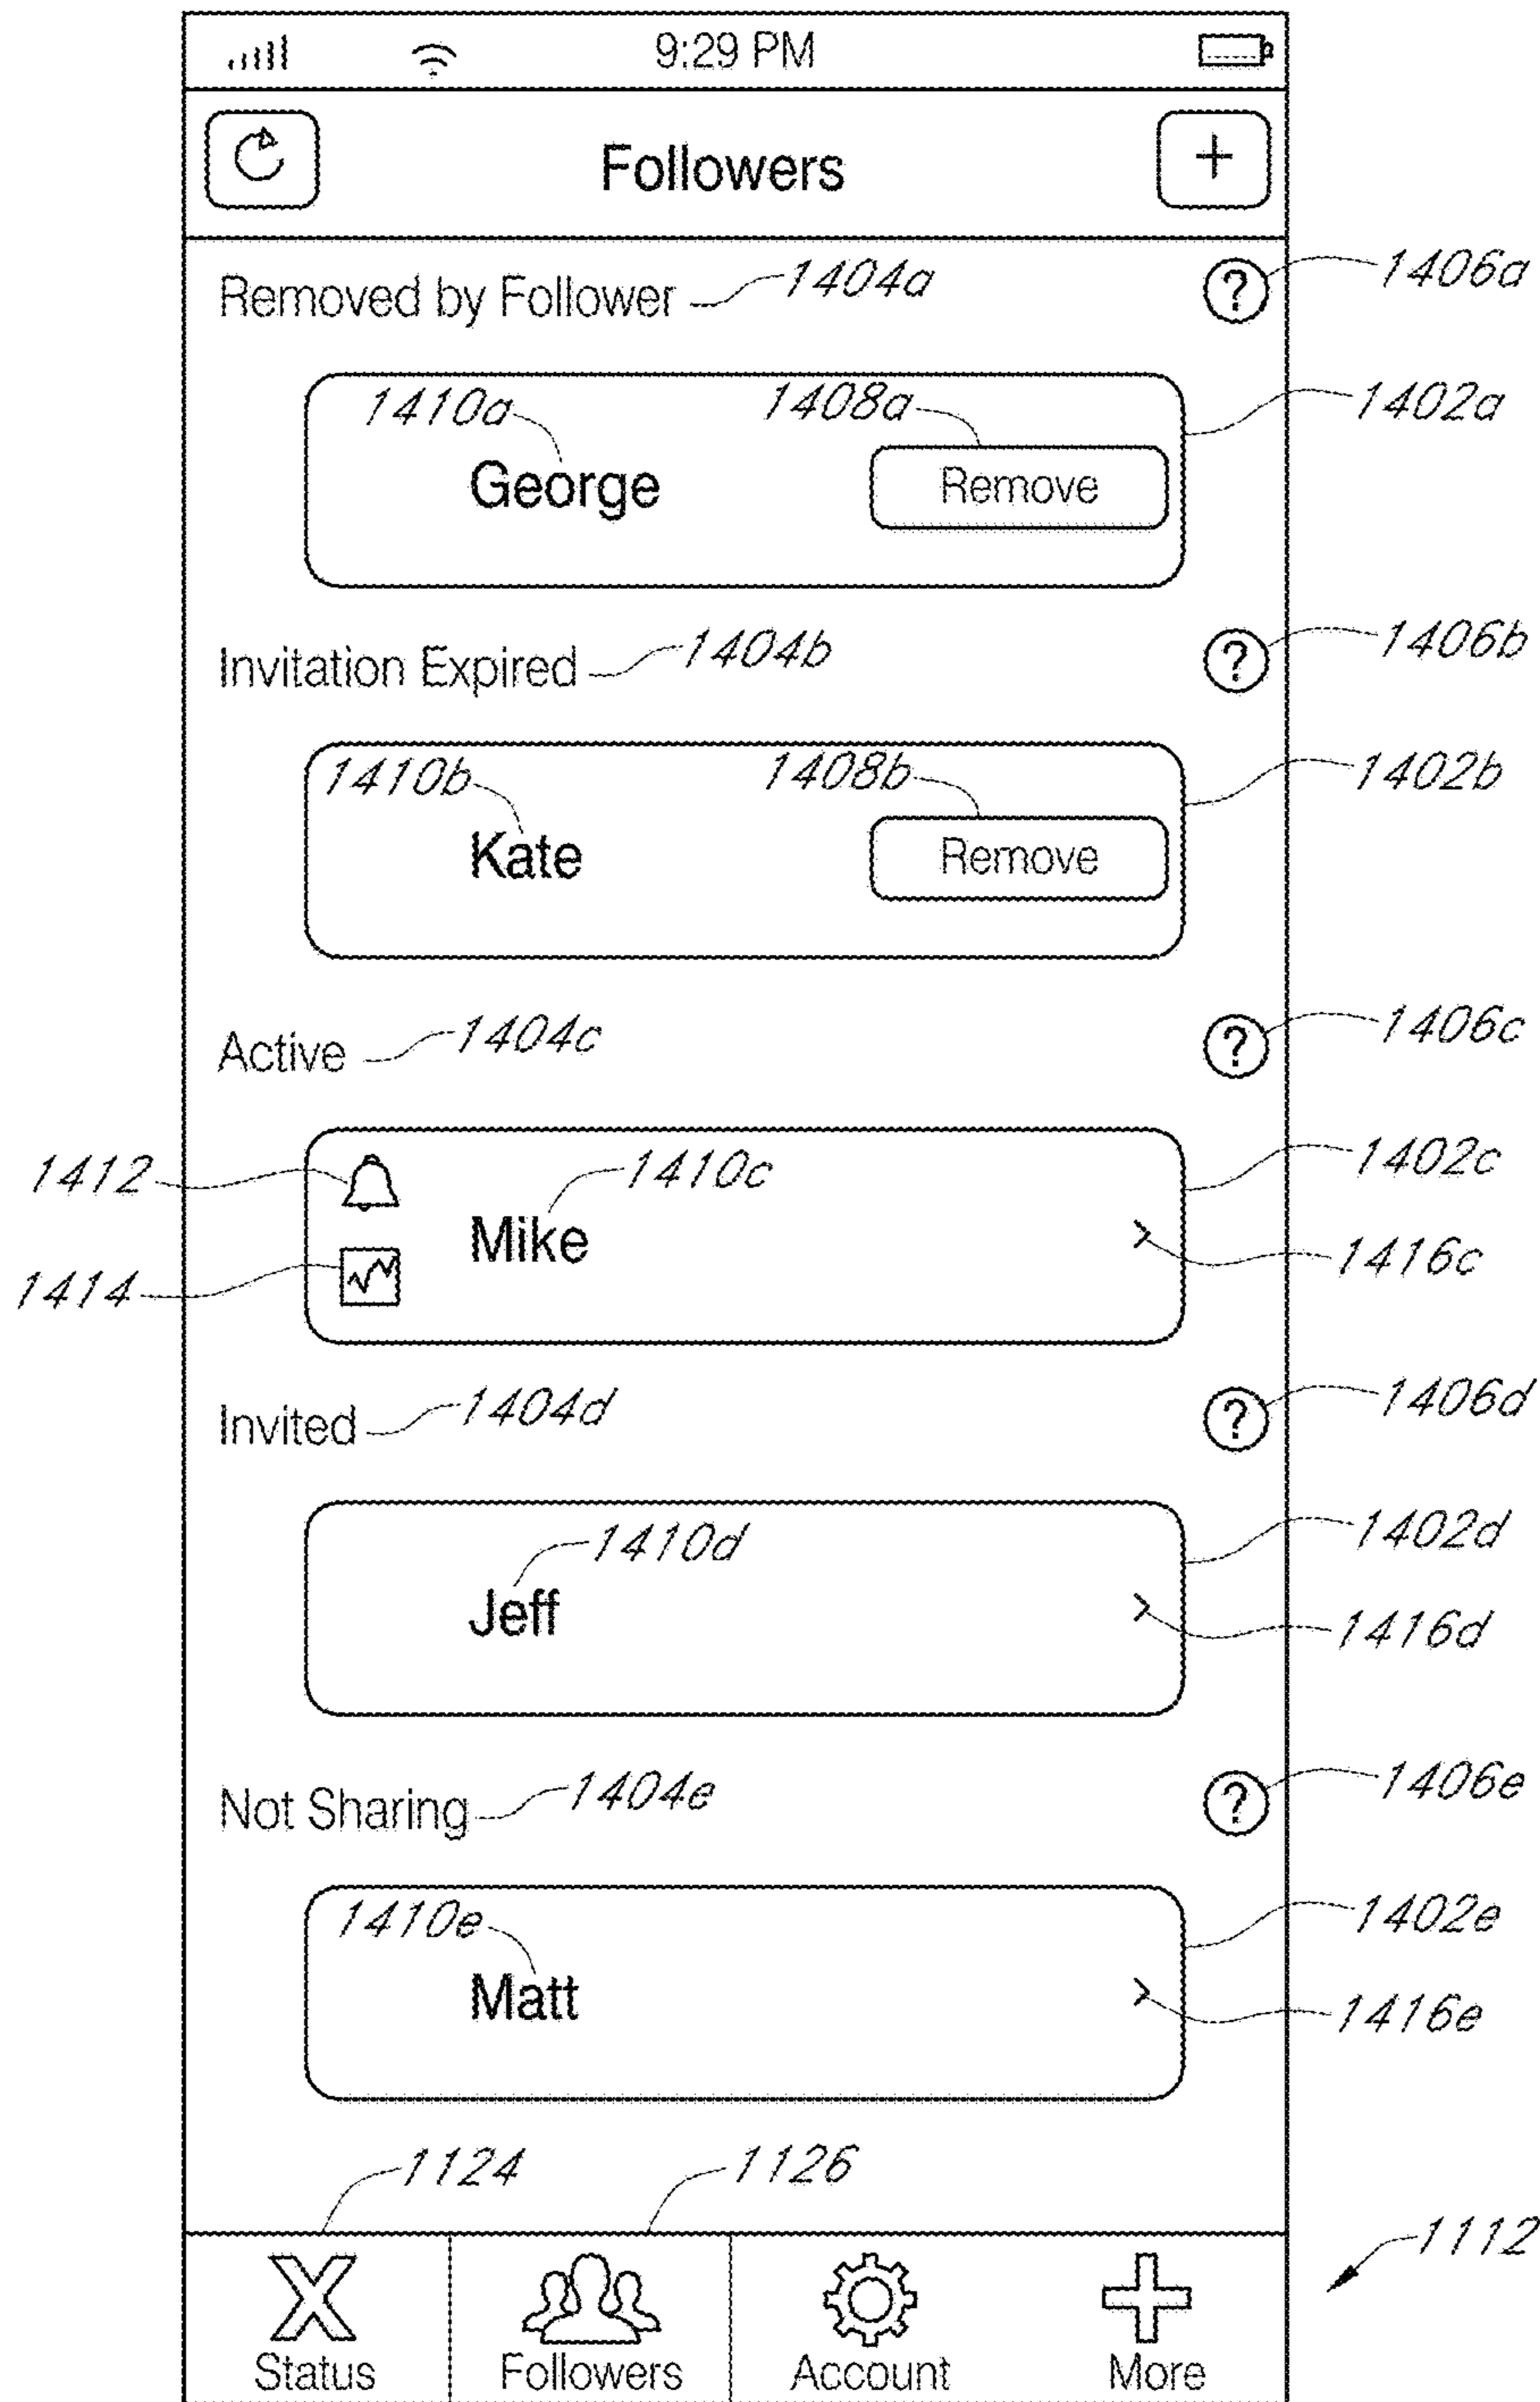 9:29 PM
Followers +
Removed by Follower 1404a ? 1406a
1410a 1408a 1402a
George Remove
Invitation Expired 1404b ? 1406b
1410b 1408b 1402b
Kate Remove
Active 1404c ? 1406c
1412 1410c 1402c
Mike > 1416c
1414
Invited 1404d ? 1406d
1410d 1402d
Jeff > 1416d
Not Sharing 1404e ? 1406e
1410e 1402e
Matt > 1416e
1124 1126
1112
Status Followers Account More